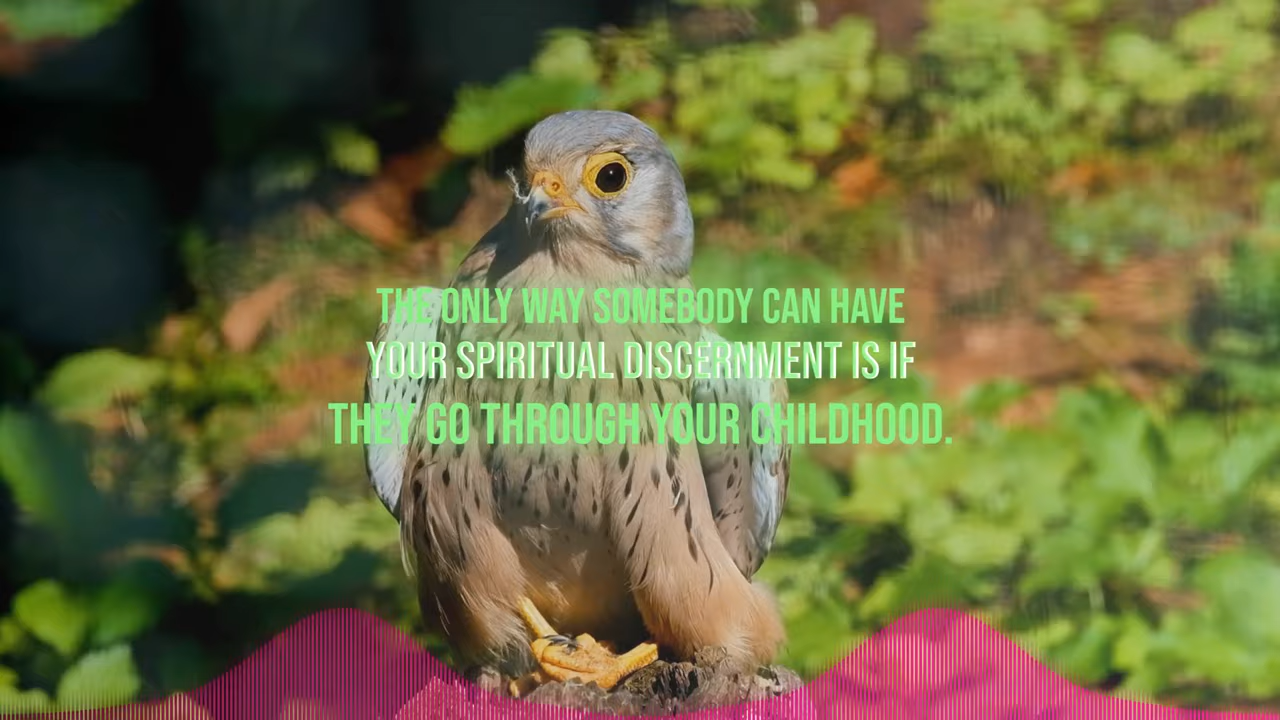 THE ONLY WAY SOMEBODY CAN HAVE
YOUR SPIRITUAL DISCERNMENT IS IF
THEY GO THROUGH YOUR CHILDHOOD.